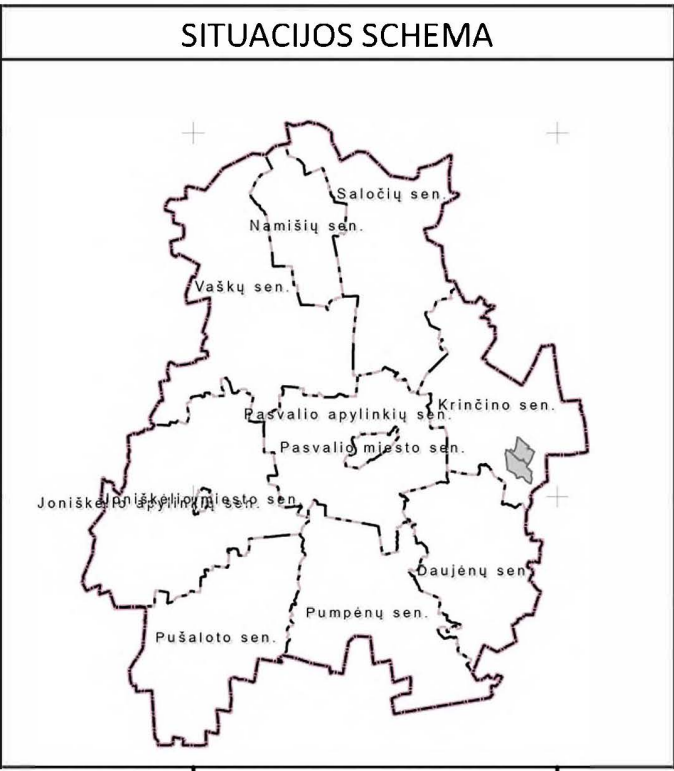 SITUACIJOS SCHEMA
Saločių sen.
Namišių sen.
Vaškų sen.
Krinčino sen.
Pasvalio apylinkių sen.
Pasvalio miesto sen.
Joniškėlio miesto sen.
Joniškėlio apylinkių sen.
Daujėnų sen.
Pumpėnų sen.
Pušaloto sen.